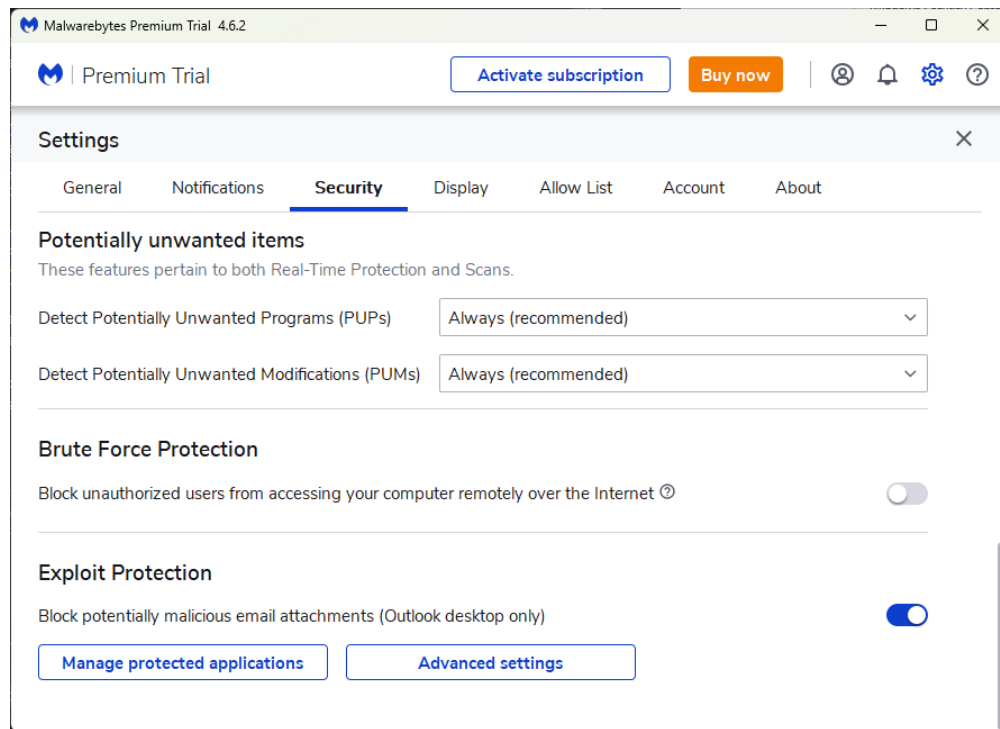 Malwarebytes Premium Trial 4.6.2
Premium Trial
Activate subscription
Buy now
Settings
General
Notifications
Security
Display
Allow List
Account
About
Potentially unwanted items
These features pertain to both Real-Time Protection and Scans.
Detect Potentially Unwanted Programs (PUPs)
Always (recommended)
Detect Potentially Unwanted Modifications (PUMs)
Always (recommended)
Brute Force Protection
Block unauthorized users from accessing your computer remotely over the Internet
Exploit Protection
Block potentially malicious email attachments (Outlook desktop only)
Manage protected applications
Advanced settings